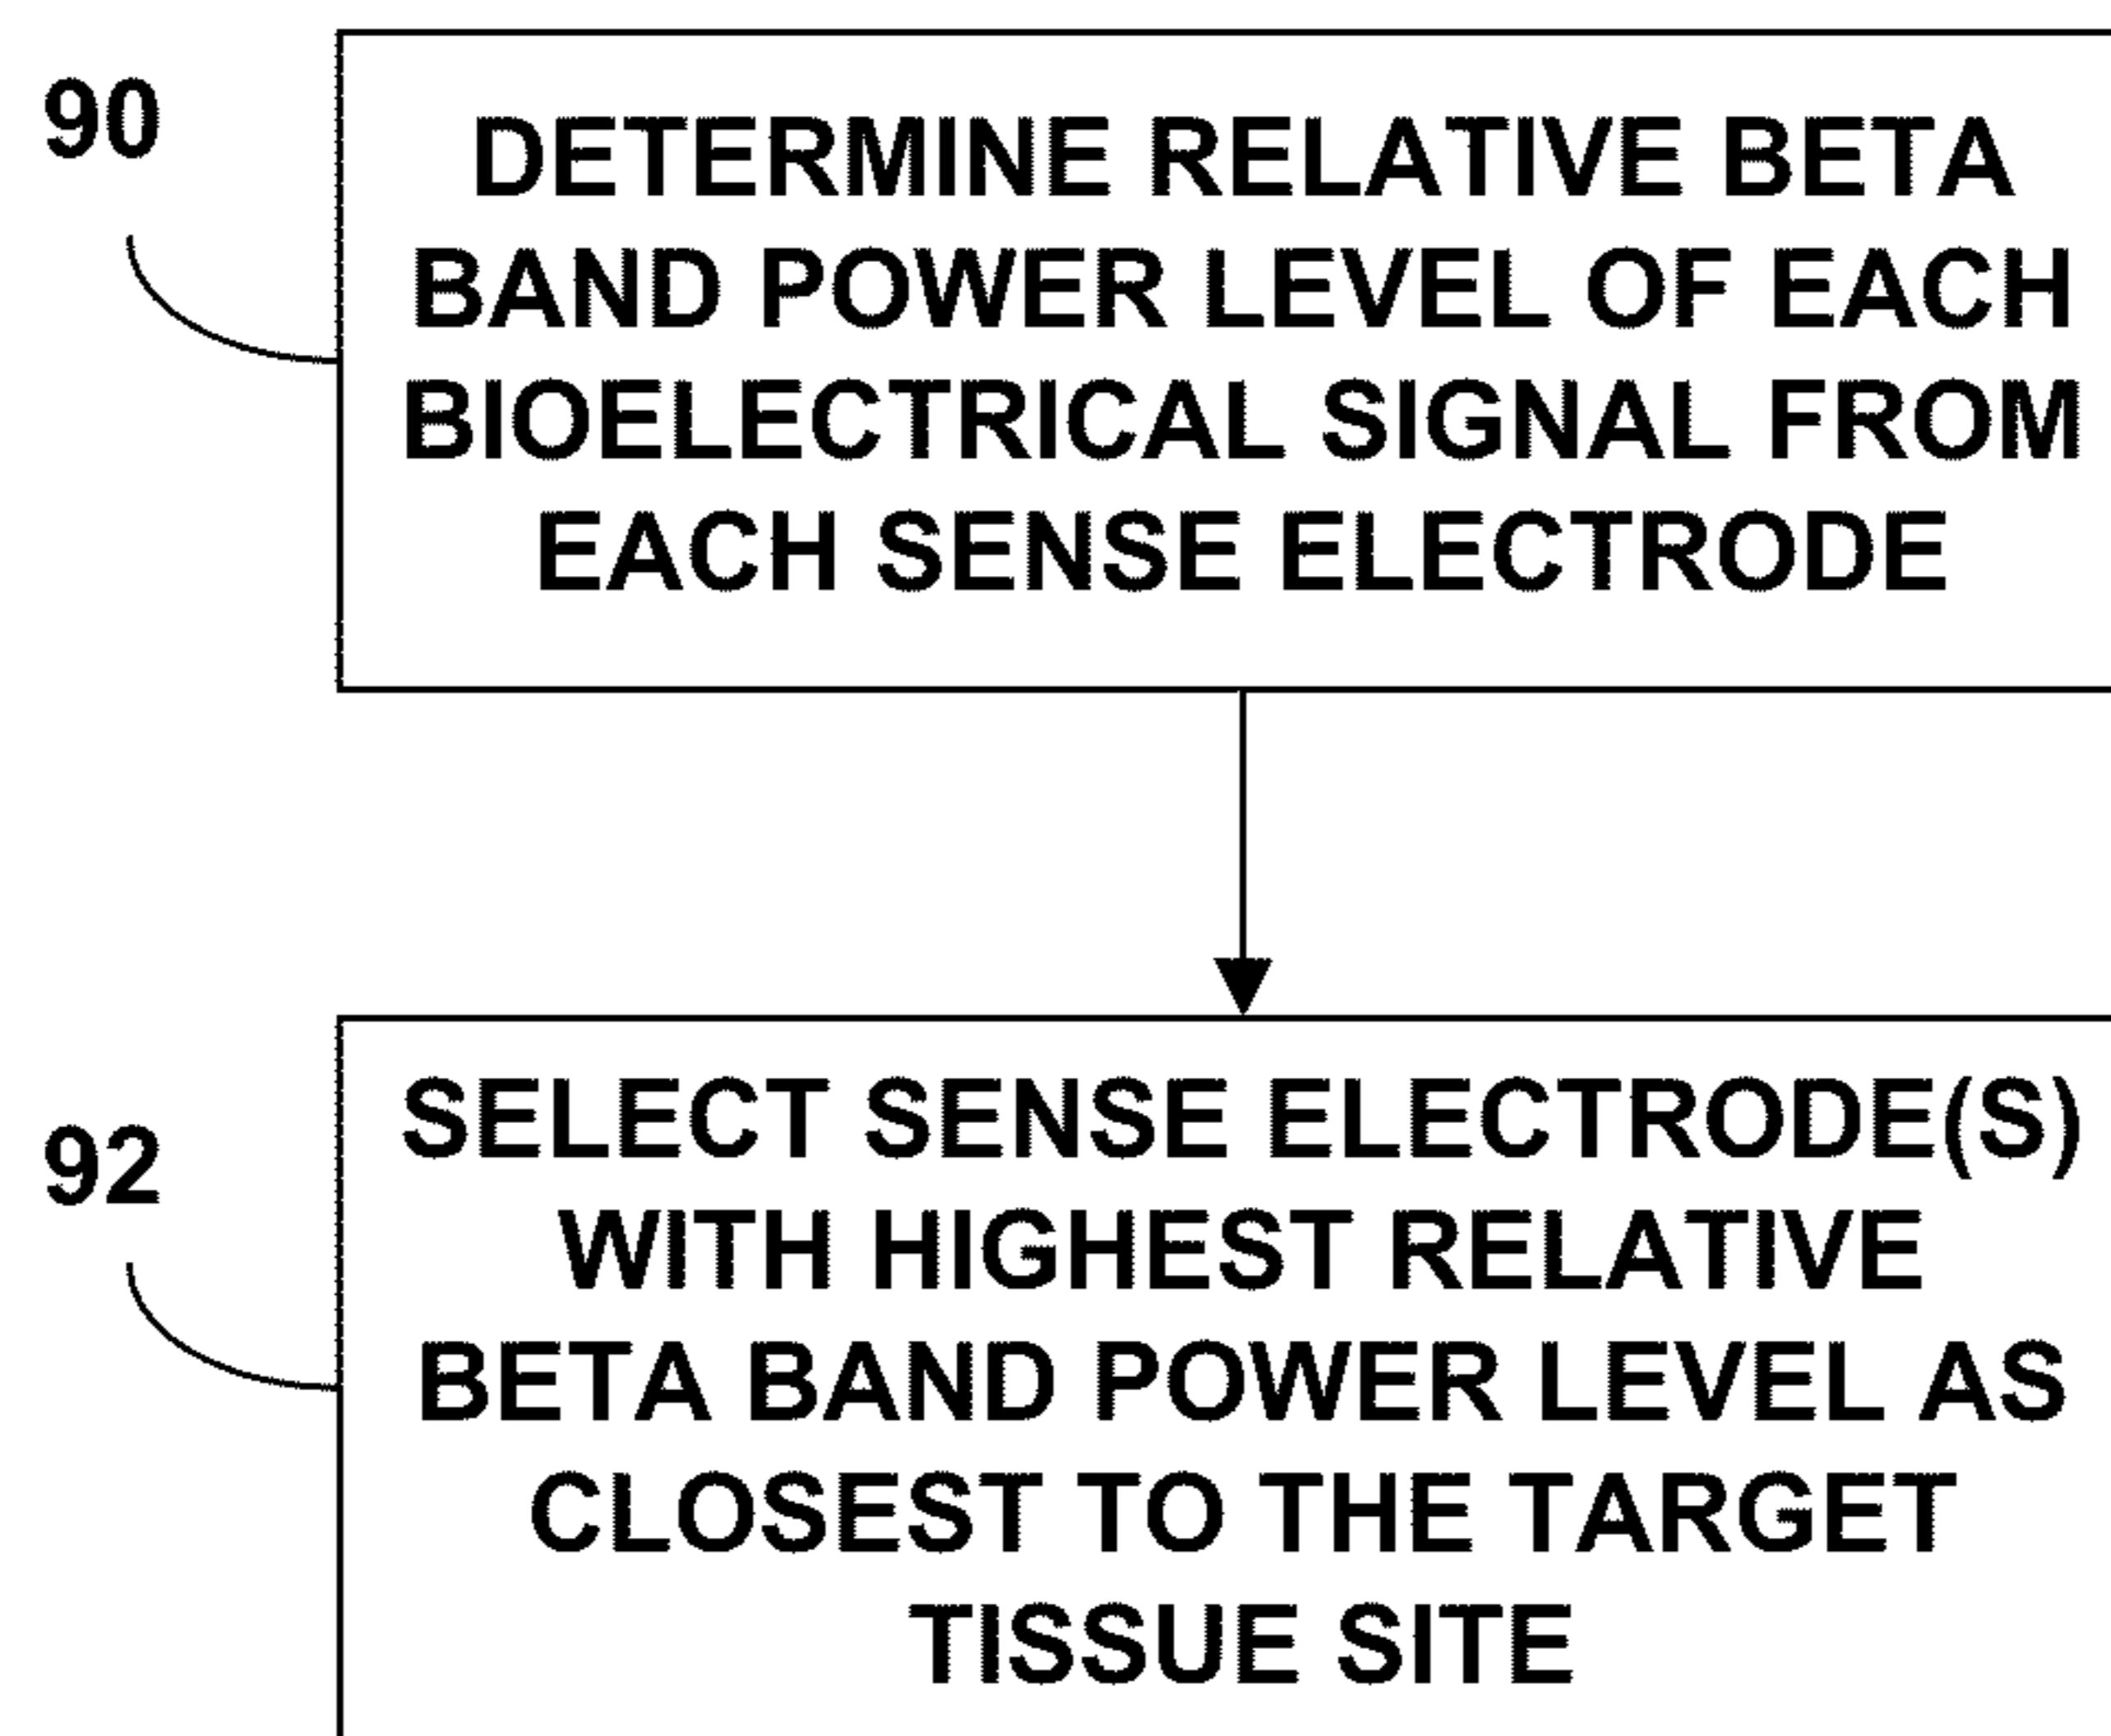 90
DETERMINE RELATIVE BETA
BAND POWER LEVEL OF EACH
BIOELECTRICAL SIGNAL FROM
EACH SENSE ELECTRODE
92
SELECT SENSE ELECTRODE(S)
WITH HIGHEST RELATIVE
BETA BAND POWER LEVEL AS
CLOSEST TO THE TARGET
TISSUE SITE